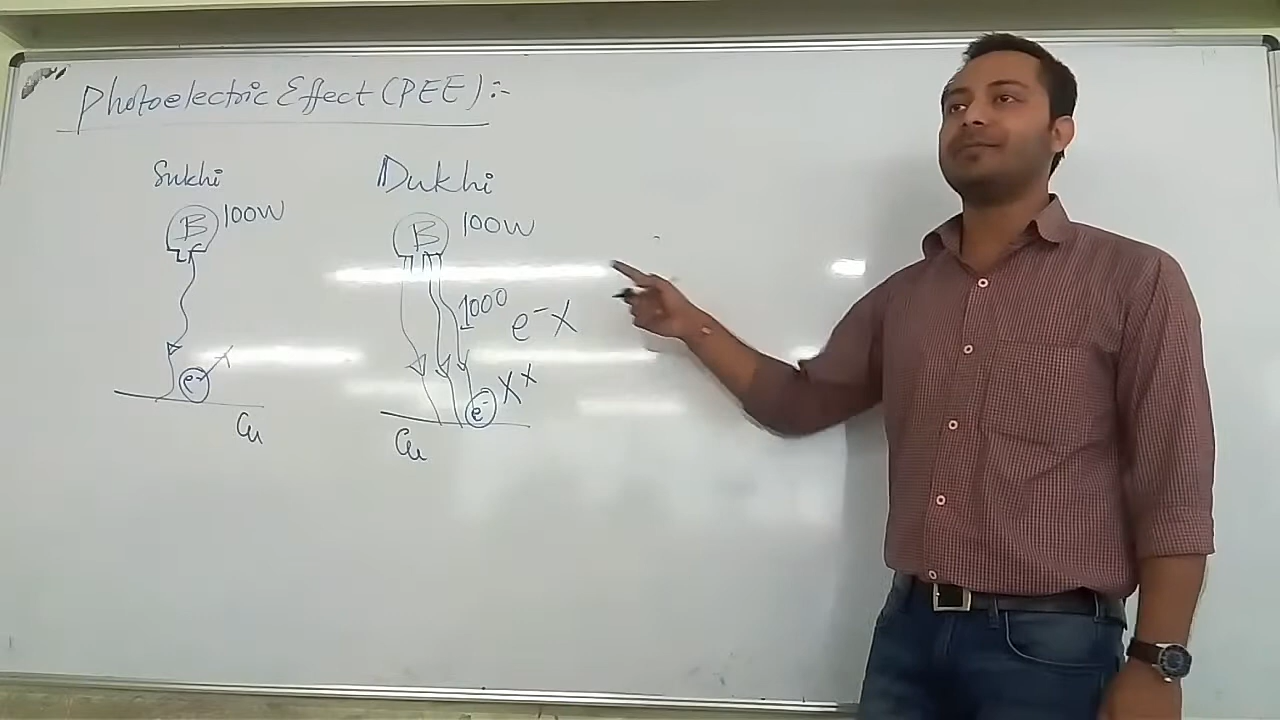 Photoelectric Effect (PEE) :-
Sukhi
Dukhi
B 100W
B 100W
1000
e⁻ X
e⁻
e⁻ X X
Cu
Cu